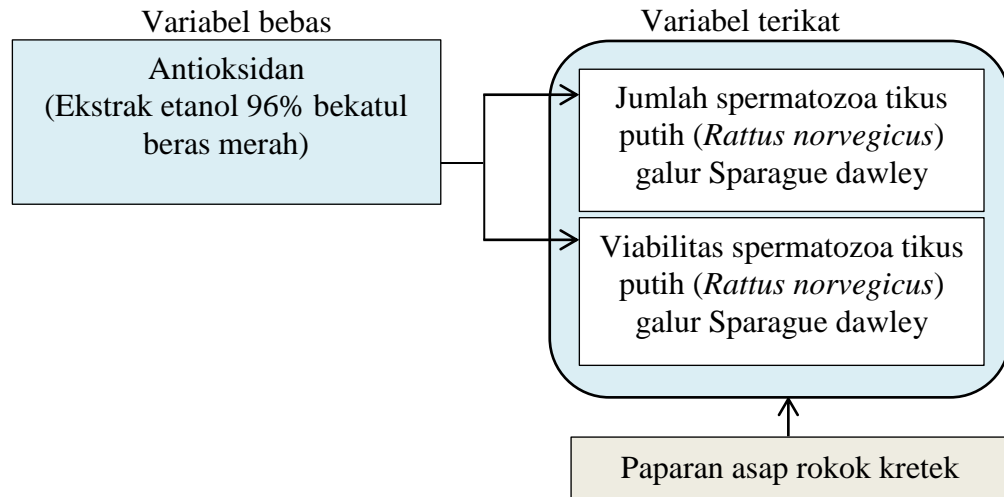 Variabel bebas
Variabel terikat
Antioksidan
(Ekstrak etanol 96% bekatul
beras merah)
Jumlah spermatozoa tikus
putih (Rattus norvegicus)
galur Sparague dawley
Viabilitas spermatozoa tikus
putih (Rattus norvegicus)
galur Sparague dawley
Paparan asap rokok kretek